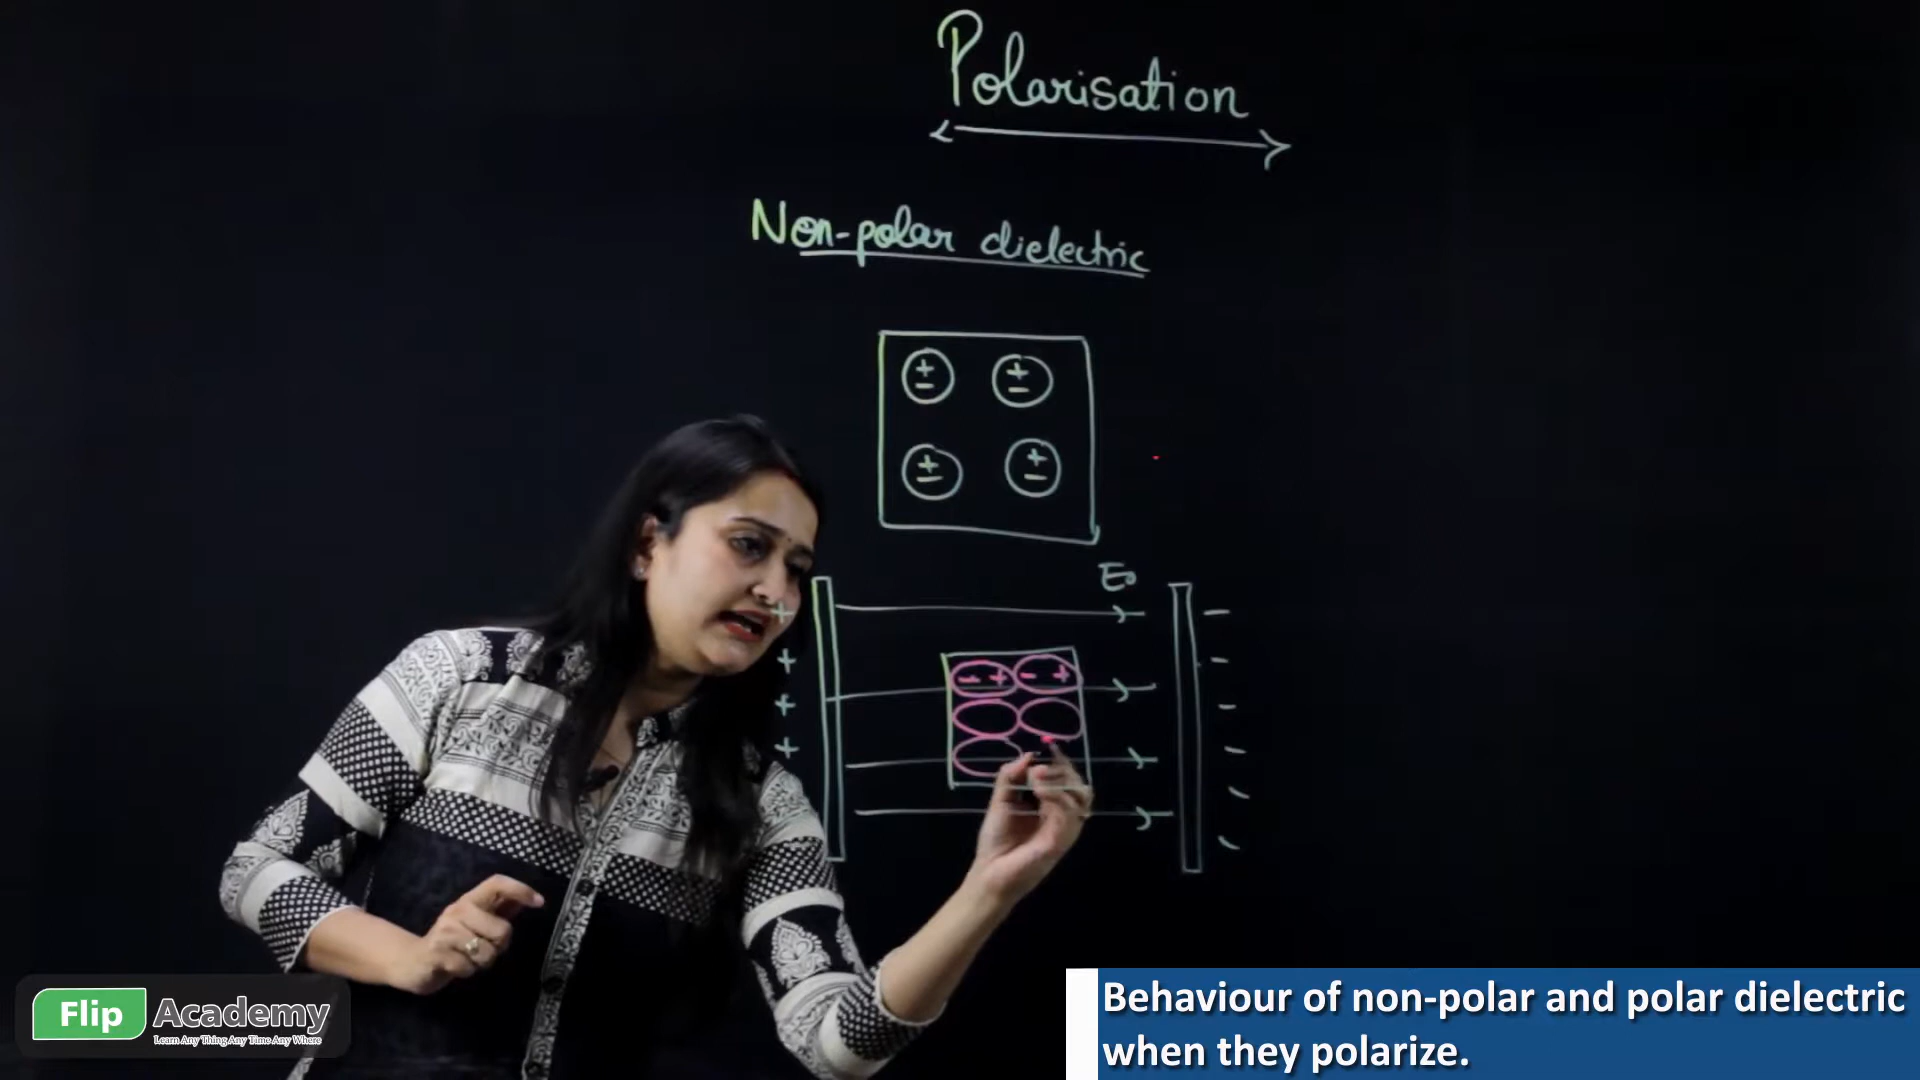 Polarisation
Non-polar dielectric
+ +
- -
+ +
- -
E₀
+ -
- + - +
+ -
+ -
+ -
-
-
Flip Academy
Learn Any Thing Any Time Any Where
Behaviour of non-polar and polar dielectric
when they polarize.